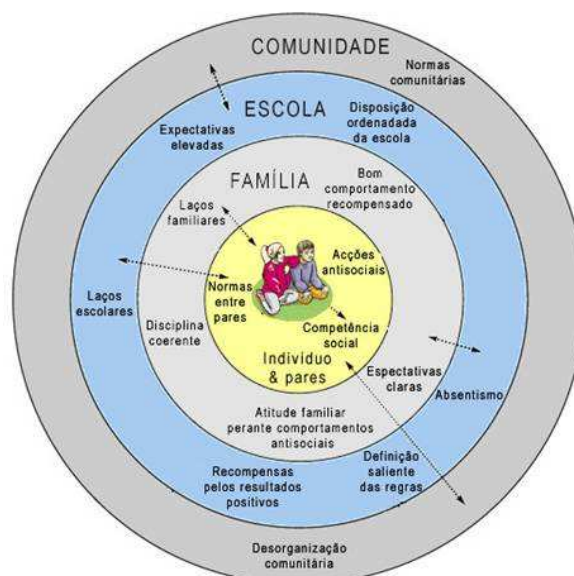 COMUNIDADE
Normas
comunitárias
ESCOLA
Disposição
ordenadada
da escola
Expectativas
elevadas
FAMÍLIA
Bom
comportamento
recompensado
Laços
familiares
Acções
antisociais
Normas
entre
pares
Laços
escolares
Competência
social
Disciplina
coerente
Indivíduo
& pares
Espectativas
claras
Absentismo
Atitude familiar
perante comportamentos
antisociais
Definição
saliente
das regras
Recompensas
pelos resultados
positivos
Desorganização
comunitária